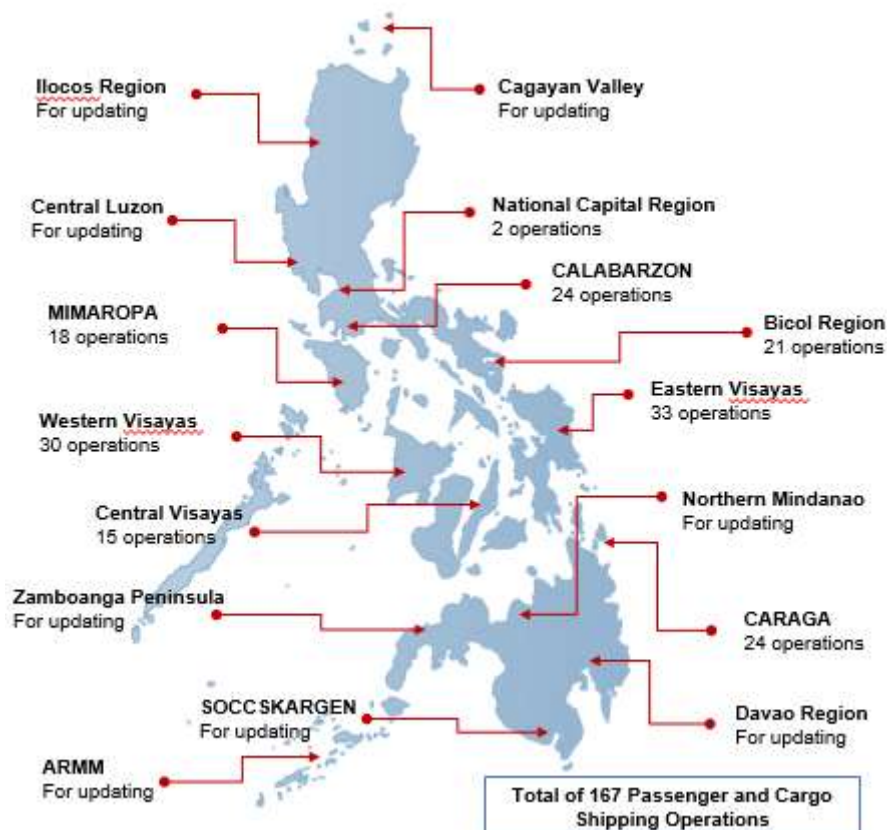 Ilocos Region
For updating
Cagayan Valley
For updating
Central Luzon
For updating
National Capital Region
2 operations
CALABARZON
24 operations
MIMAROPA
18 operations
Bicol Region
21 operations
Eastern Visayas
33 operations
Western Visayas
30 operations
Northern Mindanao
For updating
Central Visayas
15 operations
Zamboanga Peninsula
For updating
CARAGA
24 operations
SOCCSKARGEN
For updating
Davao Region
For updating
ARMM
For updating
Total of 167 Passenger and Cargo
Shipping Operations